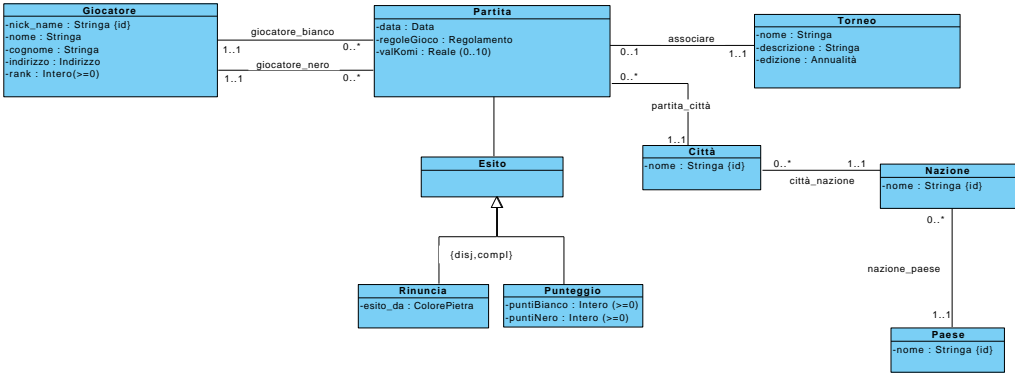 Giocatore
-nick_name : Stringa {id}
-nome : Stringa
-cognome : Stringa
-indirizzo : Indirizzo
-rank : Intero(>=0)
giocatore_bianco
1..1
0..*
giocatore_nero
1..1
0..*
Partita
-data : Data
-regoleGioco : Regolamento
-valKomi : Reale (0..10)
associare
0..1
1..1
Torneo
-nome : Stringa
-descrizione : Stringa
-edizione : Annualità
0..*
partita_città
1..1
Città
-nome : Stringa {id}
0..*
1..1
città_nazione
Nazione
-nome : Stringa {id}
0..*
nazione_paese
1..1
Paese
-nome : Stringa {id}
Esito
{disj,compl}
Rinuncia
-esito_da : ColorePietra
Punteggio
-puntiBianco : Intero (>=0)
-puntiNero : Intero (>=0)